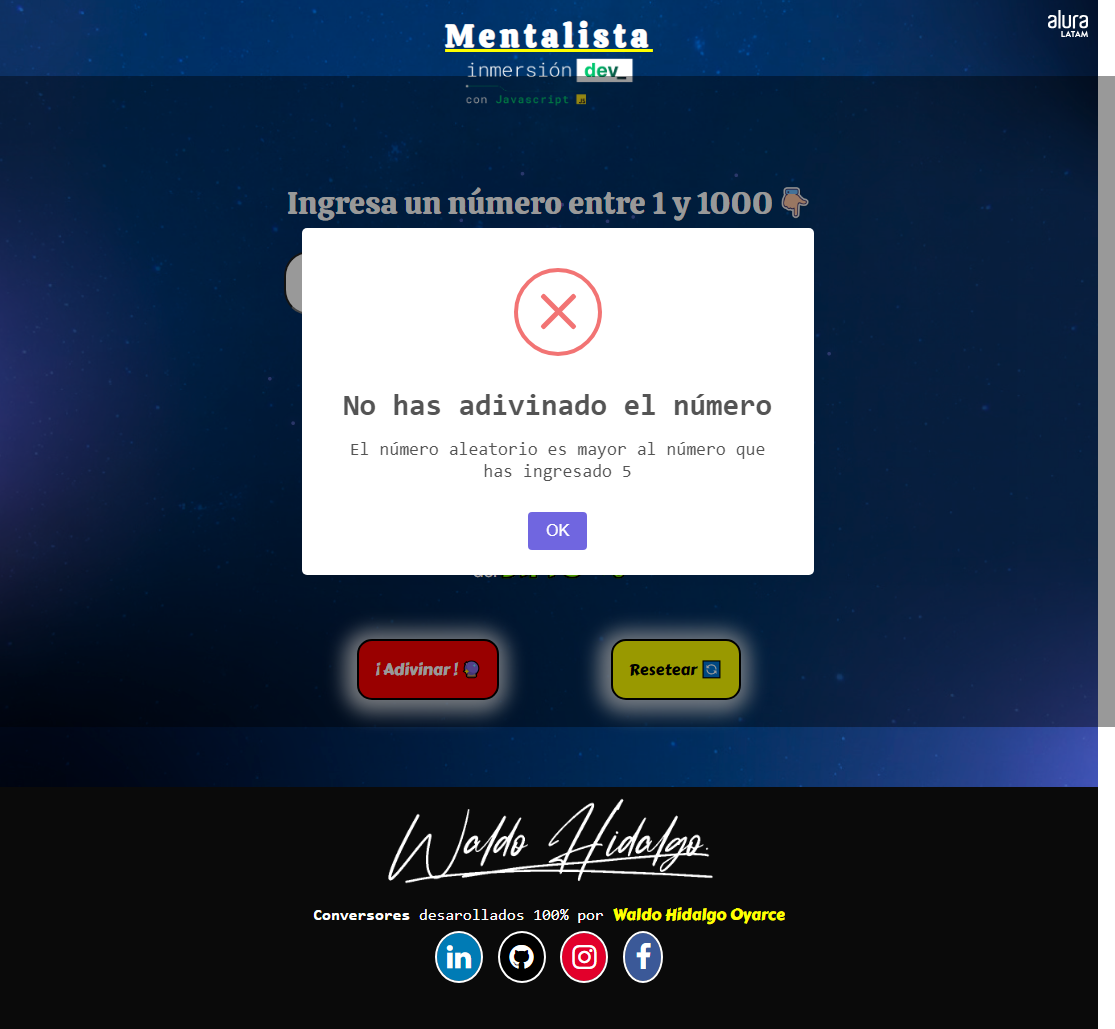 alura
LATAM
Mentalista
inmersión dev_
con Javascript JS
Ingresa un número entre 1 y 1000
No has adivinado el número
El número aleatorio es mayor al número que
has ingresado 5
OK
¡ Adivinar !
Resetear
Waldo Hidalgo.
Conversores desarollados 100% por Waldo Hidalgo Oyarce